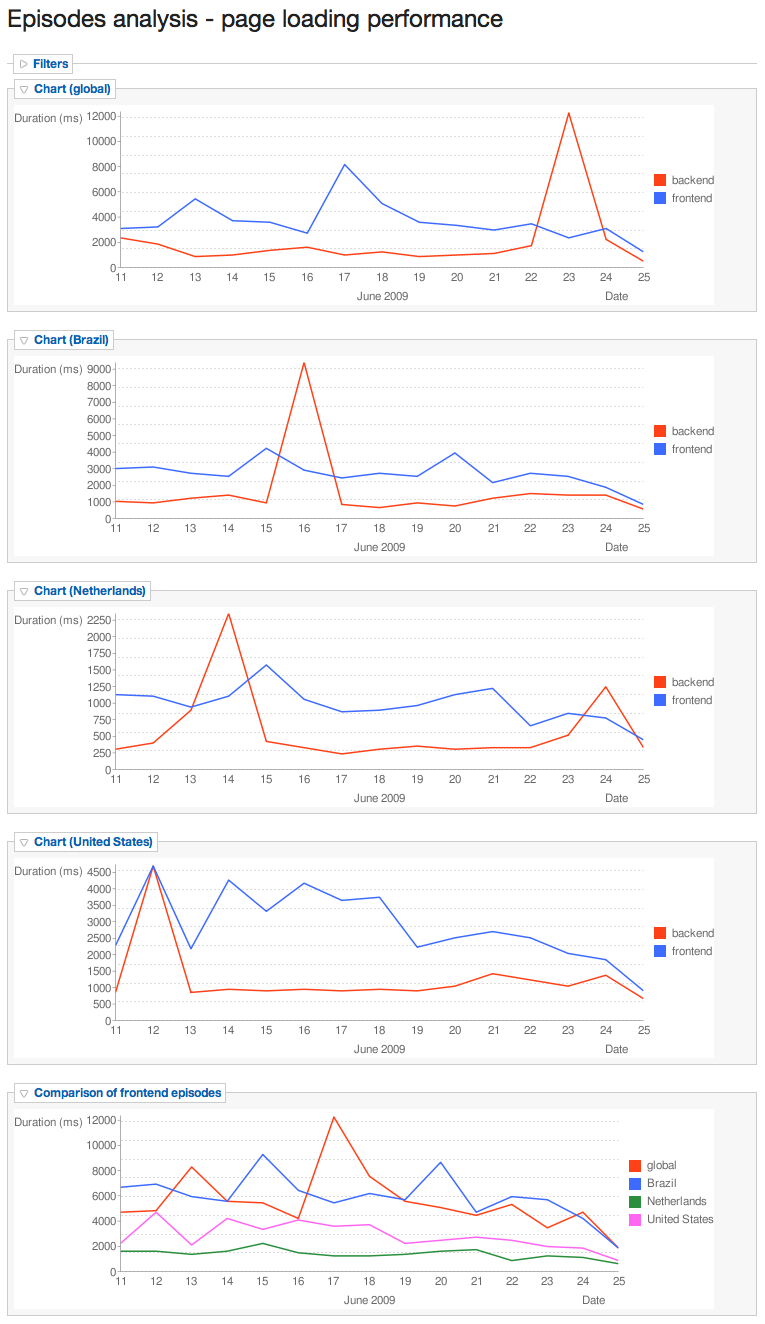 Episodes analysis - page loading performance
Filters
Chart (global)
Duration (ms)
12000
10000
8000
6000
4000
2000
0
11 12 13 14 15 16 17 18 19 20 21 22 23 24 25
June 2009 Date
backend
frontend
Chart (Brazil)
Duration (ms)
9000
8000
7000
6000
5000
4000
3000
2000
1000
0
11 12 13 14 15 16 17 18 19 20 21 22 23 24 25
June 2009 Date
backend
frontend
Chart (Netherlands)
Duration (ms)
2250
2000
1750
1500
1250
1000
750
500
250
0
11 12 13 14 15 16 17 18 19 20 21 22 23 24 25
June 2009 Date
backend
frontend
Chart (United States)
Duration (ms)
4500
4000
3500
3000
2500
2000
1500
1000
500
0
11 12 13 14 15 16 17 18 19 20 21 22 23 24 25
June 2009 Date
backend
frontend
Comparison of frontend episodes
Duration (ms)
12000
10000
8000
6000
4000
2000
0
11 12 13 14 15 16 17 18 19 20 21 22 23 24 25
June 2009 Date
global
Brazil
Netherlands
United States